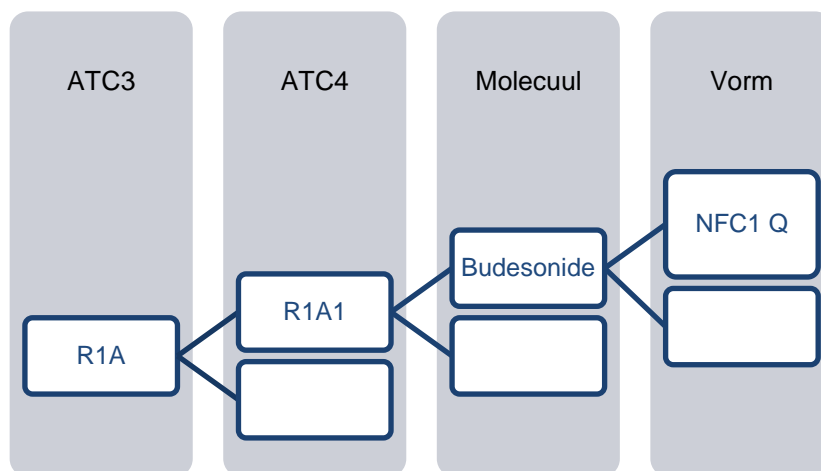 ATC3
ATC4
Molecuul
Vorm
NFC1 Q
Budesonide
R1A1
R1A